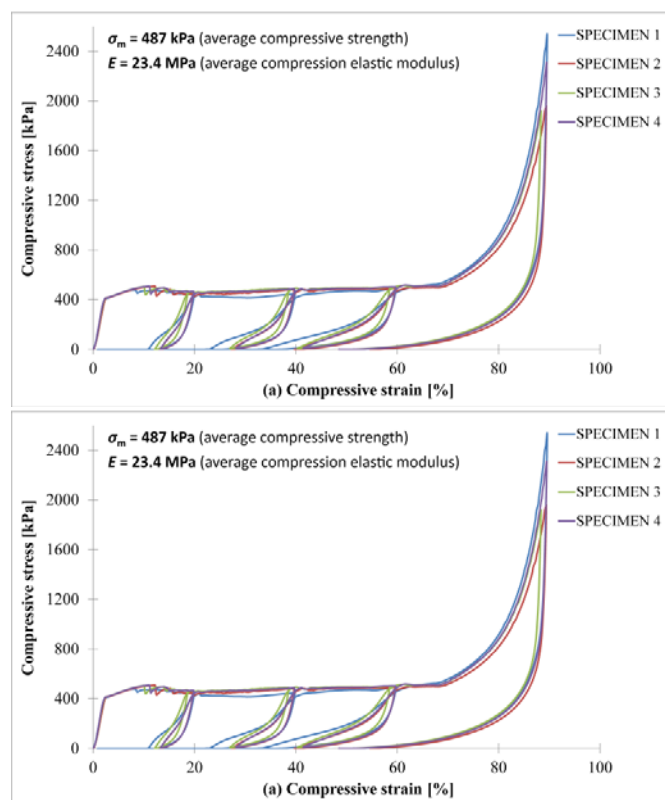 σm = 487 kPa (average compressive strength)
E = 23.4 MPa (average compression elastic modulus)
SPECIMEN 1
SPECIMEN 2
SPECIMEN 3
SPECIMEN 4
Compressive stress [kPa]
2400
2000
1600
1200
800
400
0
0 20 40 60 80 100
(a) Compressive strain [%]
σm = 487 kPa (average compressive strength)
E = 23.4 MPa (average compression elastic modulus)
SPECIMEN 1
SPECIMEN 2
SPECIMEN 3
SPECIMEN 4
Compressive stress [kPa]
2400
2000
1600
1200
800
400
0
0 20 40 60 80 100
(a) Compressive strain [%]